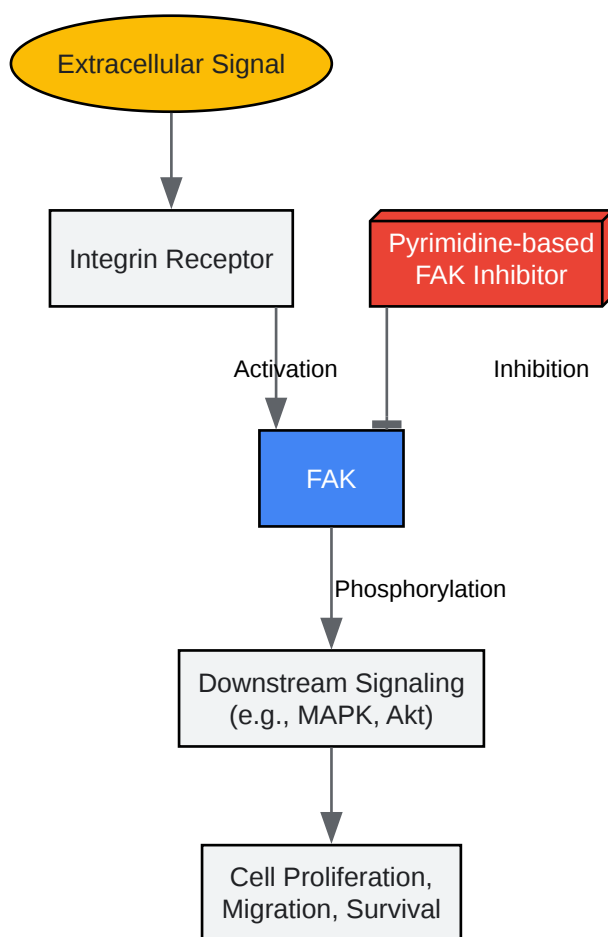 Extracellular Signal
Integrin Receptor
Pyrimidine-based
FAK Inhibitor
Activation
Inhibition
FAK
Phosphorylation
Downstream Signaling
(e.g., MAPK, Akt)
Cell Proliferation,
Migration, Survival